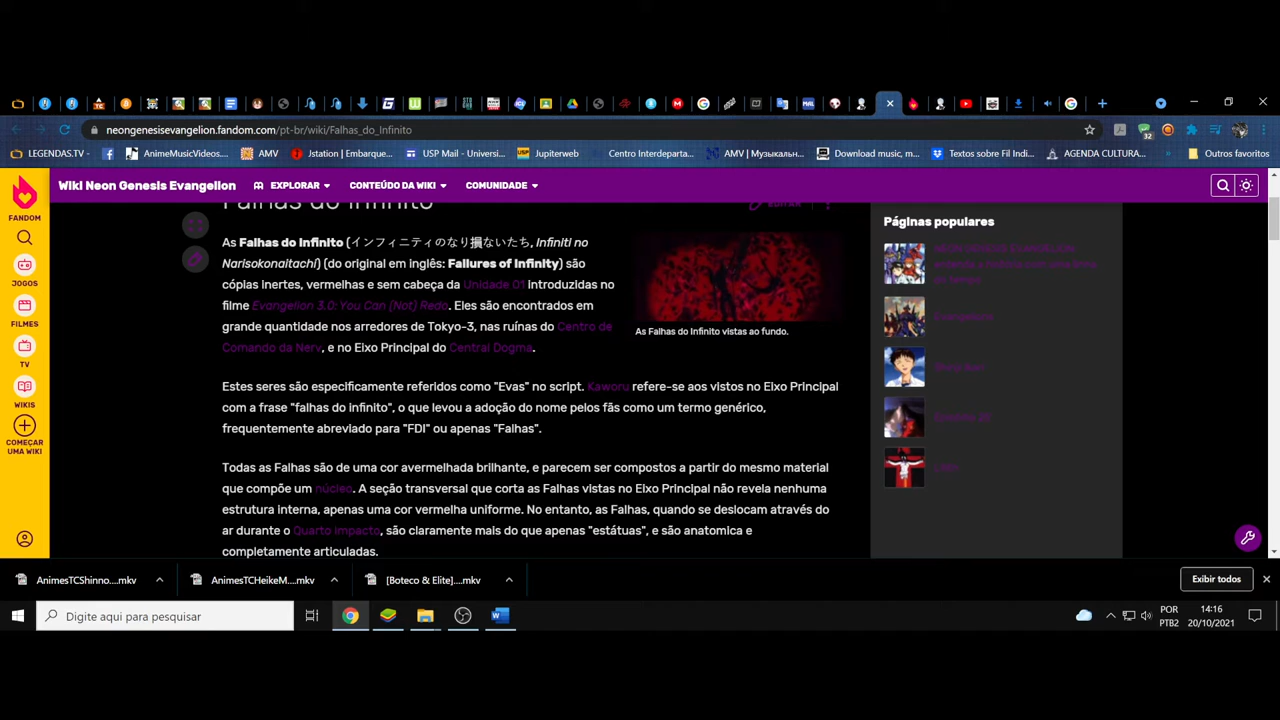 neongenesisevangelion.fandom.com/pt-br/wiki/Falhas_do_Infinito
LEGENDAS.TV - AnimeMusicVideos... AMV Jstation | Embarque... USP Mail - Universi... Jupiterweb Centro Interdeparta... AMV | Музыкальн... Download music, m... Textos sobre Fil Indi... AGENDA CULTURA... » Outros favoritos
Wiki Neon Genesis Evangelion EXPLORAR CONTEÚDO DA WIKI COMUNIDADE
FANDOM
JOGOS
FILMES
TV
WIKIS
COMEÇAR
UMA WIKI
Falhas do Infinito
EDITAR
As Falhas do Infinito (インフィニティのなり損ないたち, Infiniti no
Narisokonaitachi) (do original em inglês: Failures of Infinity) são
cópias inertes, vermelhas e sem cabeça da Unidade 01 introduzidas no
filme Evangelion 3.0: You Can (Not) Redo. Eles são encontrados em
grande quantidade nos arredores de Tokyo-3, nas ruínas do Centro de
Comando da Nerv, e no Eixo Principal do Central Dogma.
As Falhas do Infinito vistas ao fundo.
Estes seres são especificamente referidos como "Evas" no script. Kaworu refere-se aos vistos no Eixo Principal
com a frase "falhas do infinito", o que levou a adoção do nome pelos fãs como um termo genérico,
frequentemente abreviado para "FDI" ou apenas "Falhas".
Todas as Falhas são de uma cor avermelhada brilhante, e parecem ser compostos a partir do mesmo material
que compõe um núcleo. A seção transversal que corta as Falhas vistas no Eixo Principal não revela nenhuma
estrutura interna, apenas uma cor vermelha uniforme. No entanto, as Falhas, quando se deslocam através do
ar durante o Quarto Impacto, são claramente mais do que apenas "estátuas", e são anatomica e
completamente articuladas.
Páginas populares
AnimesTCShinno....mkv AnimesTCHeikeM....mkv [Boteco & Elite]....mkv Exibir todos
Digite aqui para pesquisar
POR
PTB2
14:16
20/10/2021
32